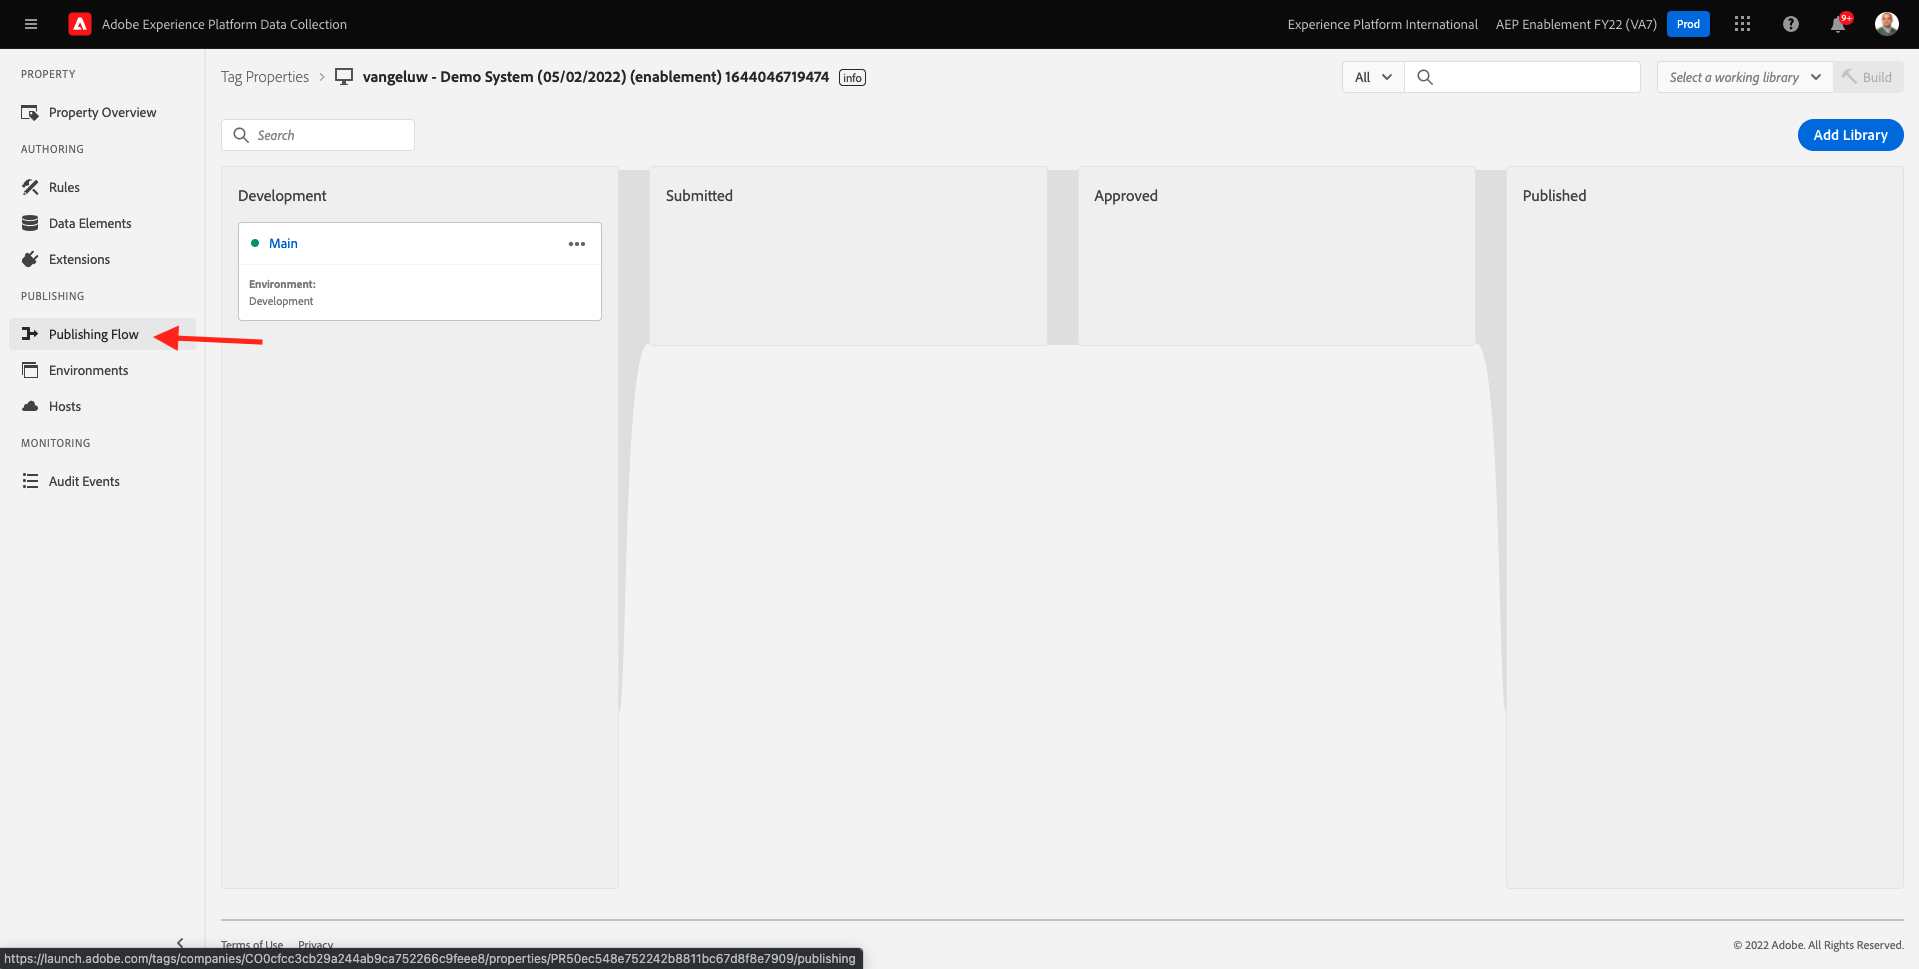 Adobe Experience Platform Data Collection
Experience Platform International
AEP Enablement FY22 (VA7)
Prod
9+
PROPERTY
Property Overview
AUTHORING
Rules
Data Elements
Extensions
PUBLISHING
Publishing Flow
Environments
Hosts
MONITORING
Audit Events
Tag Properties
vangeluw - Demo System (05/02/2022) (enablement) 1644046719474
info
All
Select a working library
Build
Search
Add Library
Development
Main
Environment:
Development
Submitted
Approved
Published
Terms of Use
Privacy
© 2022 Adobe. All Rights Reserved.
https://launch.adobe.com/tags/companies/CO0cfcc3cb29a244ab9ca752266c9feee8/properties/PR50ec548e752242b8811bc67d8f8e7909/publishing